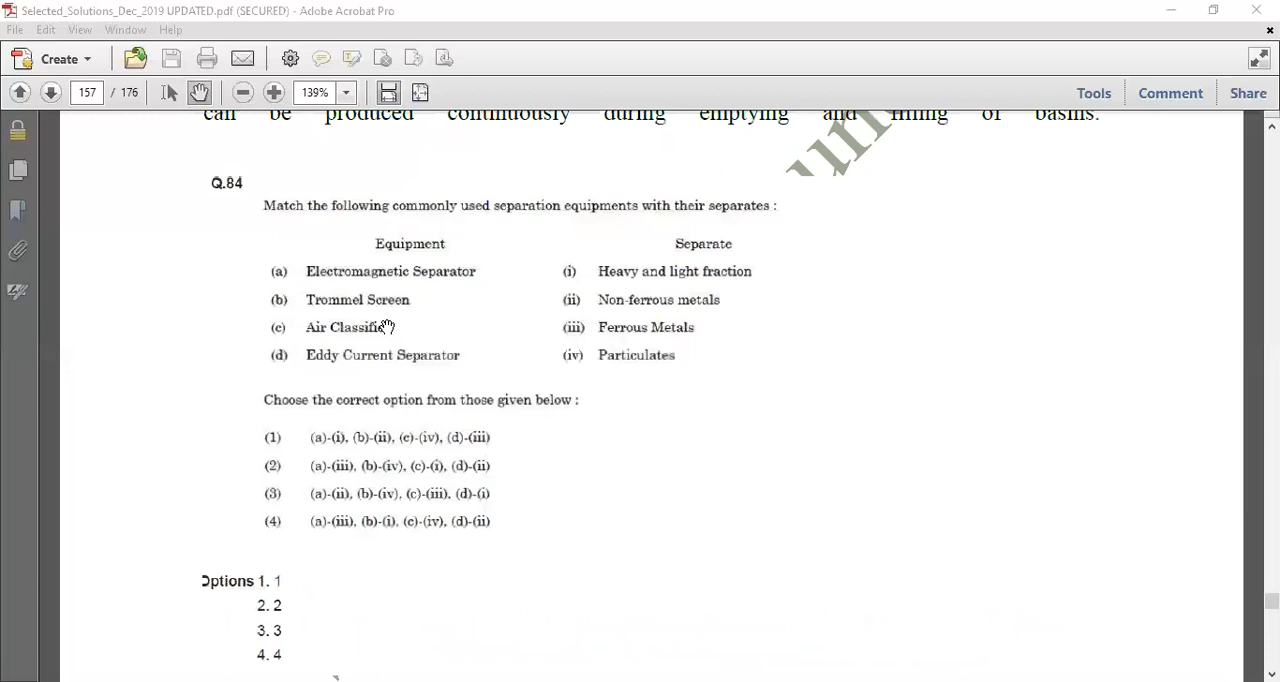 Selected_Solutions_Dec_2019 UPDATED.pdf (SECURED) - Adobe Acrobat Pro
File Edit View Window Help
Create
157 / 176 139% Tools Comment Share
can be produced continuously during emptying and filling of basins.
Q.84
Match the following commonly used separation equipments with their separates :
Equipment Separate
(a) Electromagnetic Separator (i) Heavy and light fraction
(b) Trommel Screen (ii) Non-ferrous metals
(c) Air Classifie (iii) Ferrous Metals
(d) Eddy Current Separator (iv) Particulates
Choose the correct option from those given below :
(1) (a)-(i), (b)-(ii), (c)-(iv), (d)-(iii)
(2) (a)-(iii), (b)-(iv), (c)-(i), (d)-(ii)
(3) (a)-(ii), (b)-(iv), (c)-(iii), (d)-(i)
(4) (a)-(iii), (b)-(i), (c)-(iv), (d)-(ii)
Options 1. 1
2. 2
3. 3
4. 4